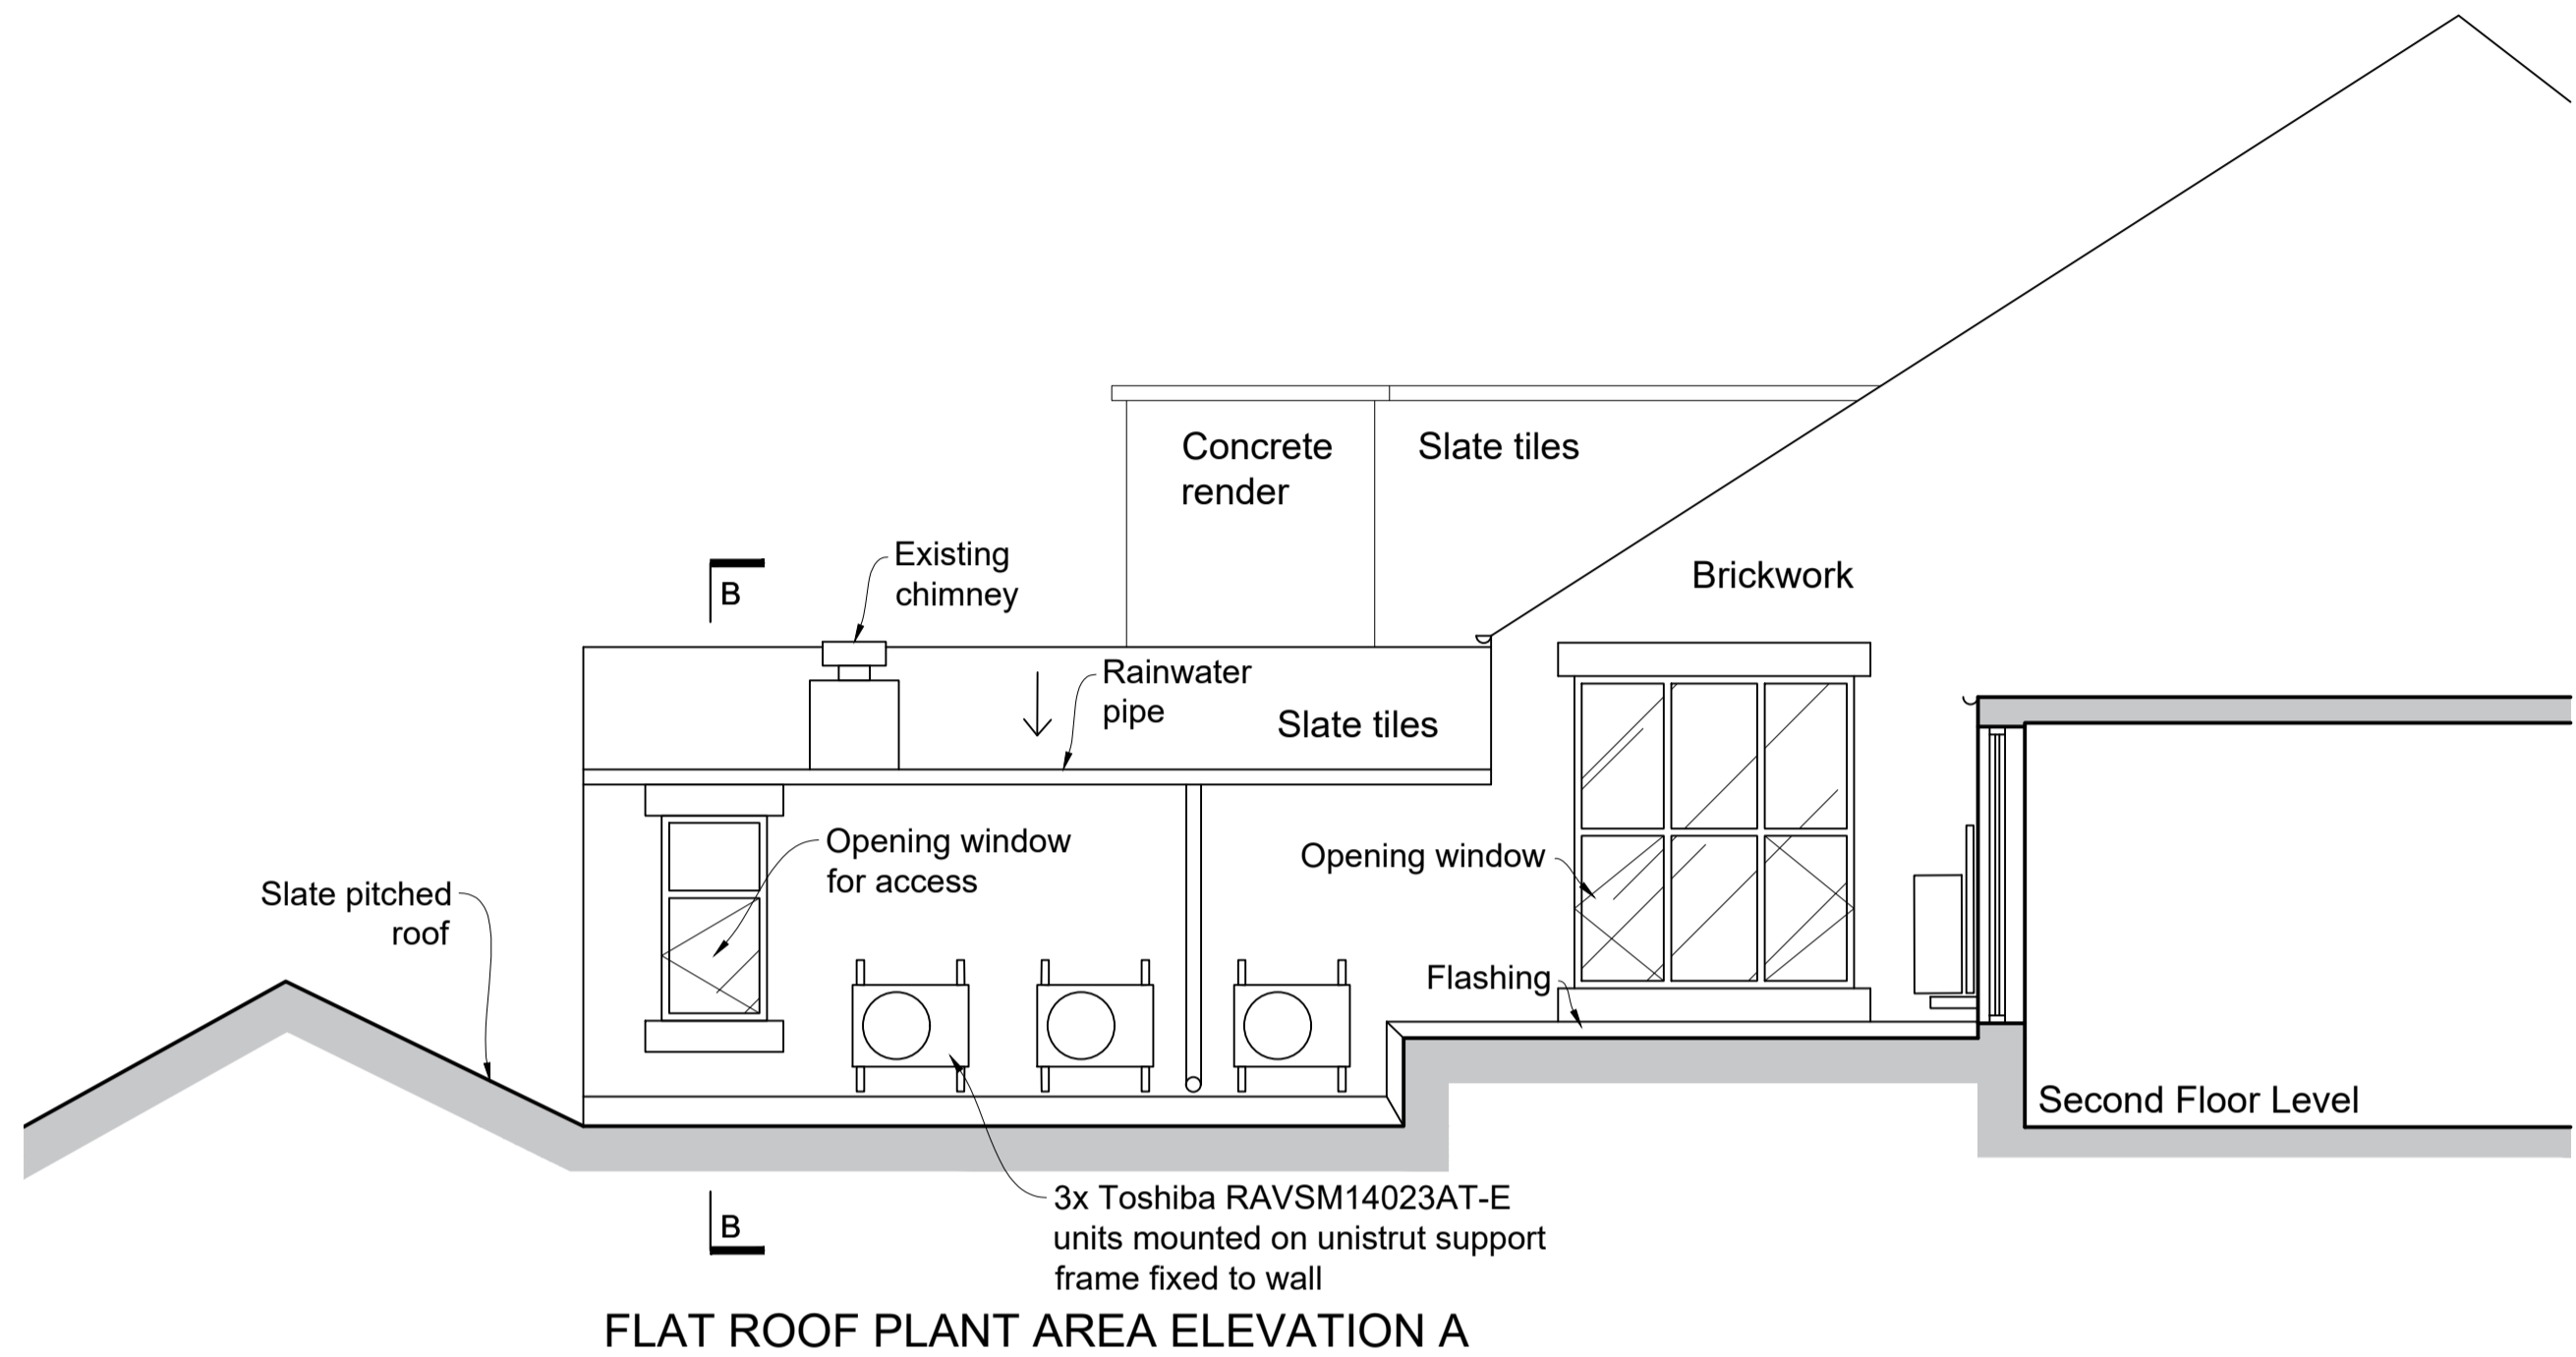 Concrete
render
Slate tiles
Existing
chimney
Brickwork
B
Rainwater
pipe
Slate tiles
Opening window
for access
Opening window
Slate pitched
roof
Flashing
Second Floor Level
3x Toshiba RAVSM14023AT-E
units mounted on unistrut support
frame fixed to wall
B
FLAT ROOF PLANT AREA ELEVATION A